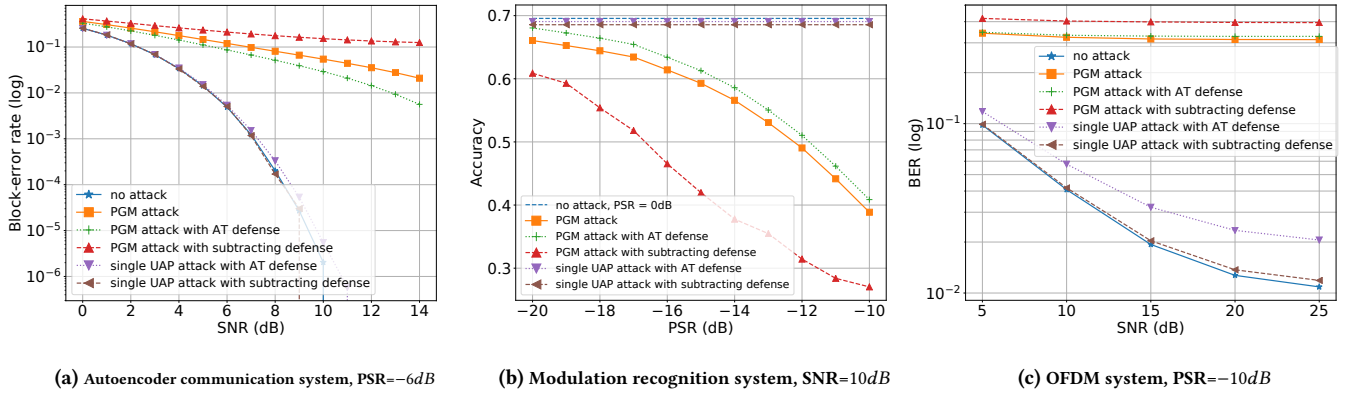 Block-error rate (log)
10⁻¹
10⁻²
10⁻³
10⁻⁴
10⁻⁵
10⁻⁶
no attack
PGM attack
PGM attack with AT defense
PGM attack with subtracting defense
single UAP attack with AT defense
single UAP attack with subtracting defense
0 2 4 6 8 10 12 14
SNR (dB)
(a) Autoencoder communication system, PSR=−6dB
Accuracy
0.7
0.6
0.5
0.4
0.3
no attack, PSR = 0dB
PGM attack
PGM attack with AT defense
PGM attack with subtracting defense
single UAP attack with AT defense
single UAP attack with subtracting defense
−20 −18 −16 −14 −12 −10
PSR (dB)
(b) Modulation recognition system, SNR=10dB
BER (log)
10⁻¹
10⁻²
no attack
PGM attack
PGM attack with AT defense
PGM attack with subtracting defense
single UAP attack with AT defense
single UAP attack with subtracting defense
5 10 15 20 25
SNR (dB)
(c) OFDM system, PSR=−10dB